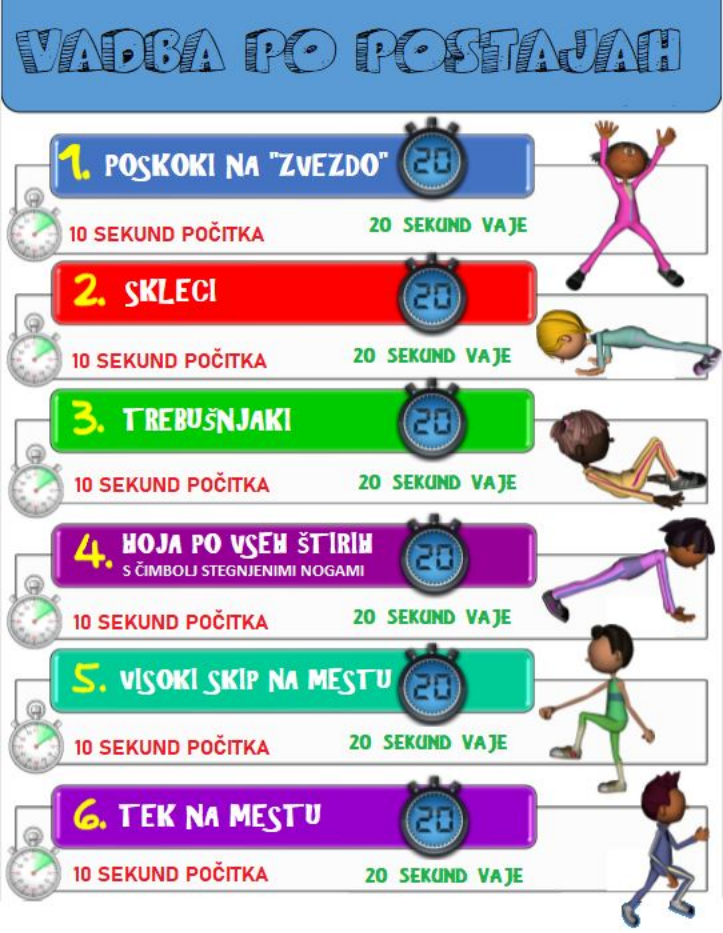 VADBA PO POSTAJAH
1. POSKOKI NA "ZVEZDO" 20
10 SEKUND POČITKA 20 SEKUND VAJE
2. SKLECI 20
10 SEKUND POČITKA 20 SEKUND VAJE
3. TREBUŠNJAKI 20
10 SEKUND POČITKA 20 SEKUND VAJE
4. HOJA PO VSEH ŠTIRIH 20
S ČIMBOLJ STEGNJENIMI NOGAMI
10 SEKUND POČITKA 20 SEKUND VAJE
5. VISOKI SKIP NA MESTU 20
10 SEKUND POČITKA 20 SEKUND VAJE
6. TEK NA MESTU 20
10 SEKUND POČITKA 20 SEKUND VAJE